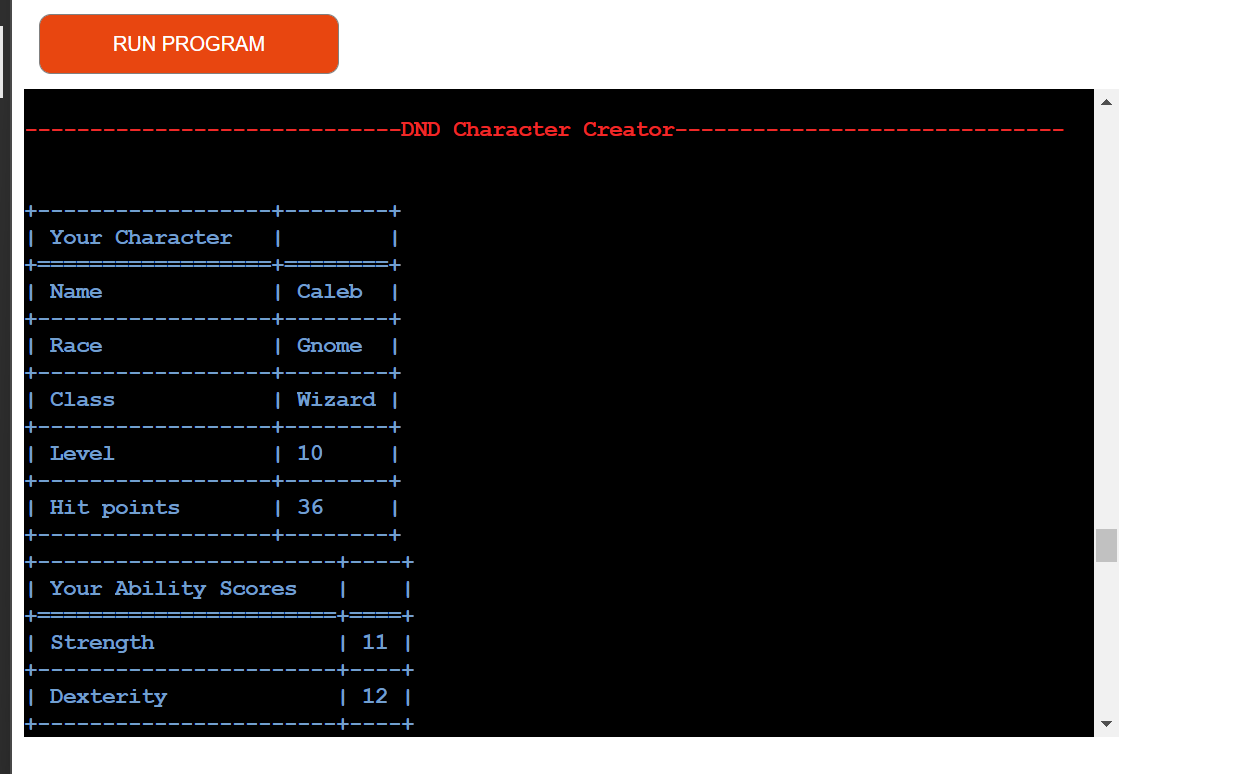 RUN PROGRAM
-----------------------------DND Character Creator------------------------------
+------------------+--------+
| Your Character   |        |
+==================+========+
| Name             | Caleb  |
+------------------+--------+
| Race             | Gnome  |
+------------------+--------+
| Class            | Wizard |
+------------------+--------+
| Level            | 10     |
+------------------+--------+
| Hit points       | 36     |
+------------------+--------+
+-----------------------+----+
| Your Ability Scores   |    |
+=======================+====+
| Strength              | 11 |
+-----------------------+----+
| Dexterity             | 12 |
+-----------------------+----+